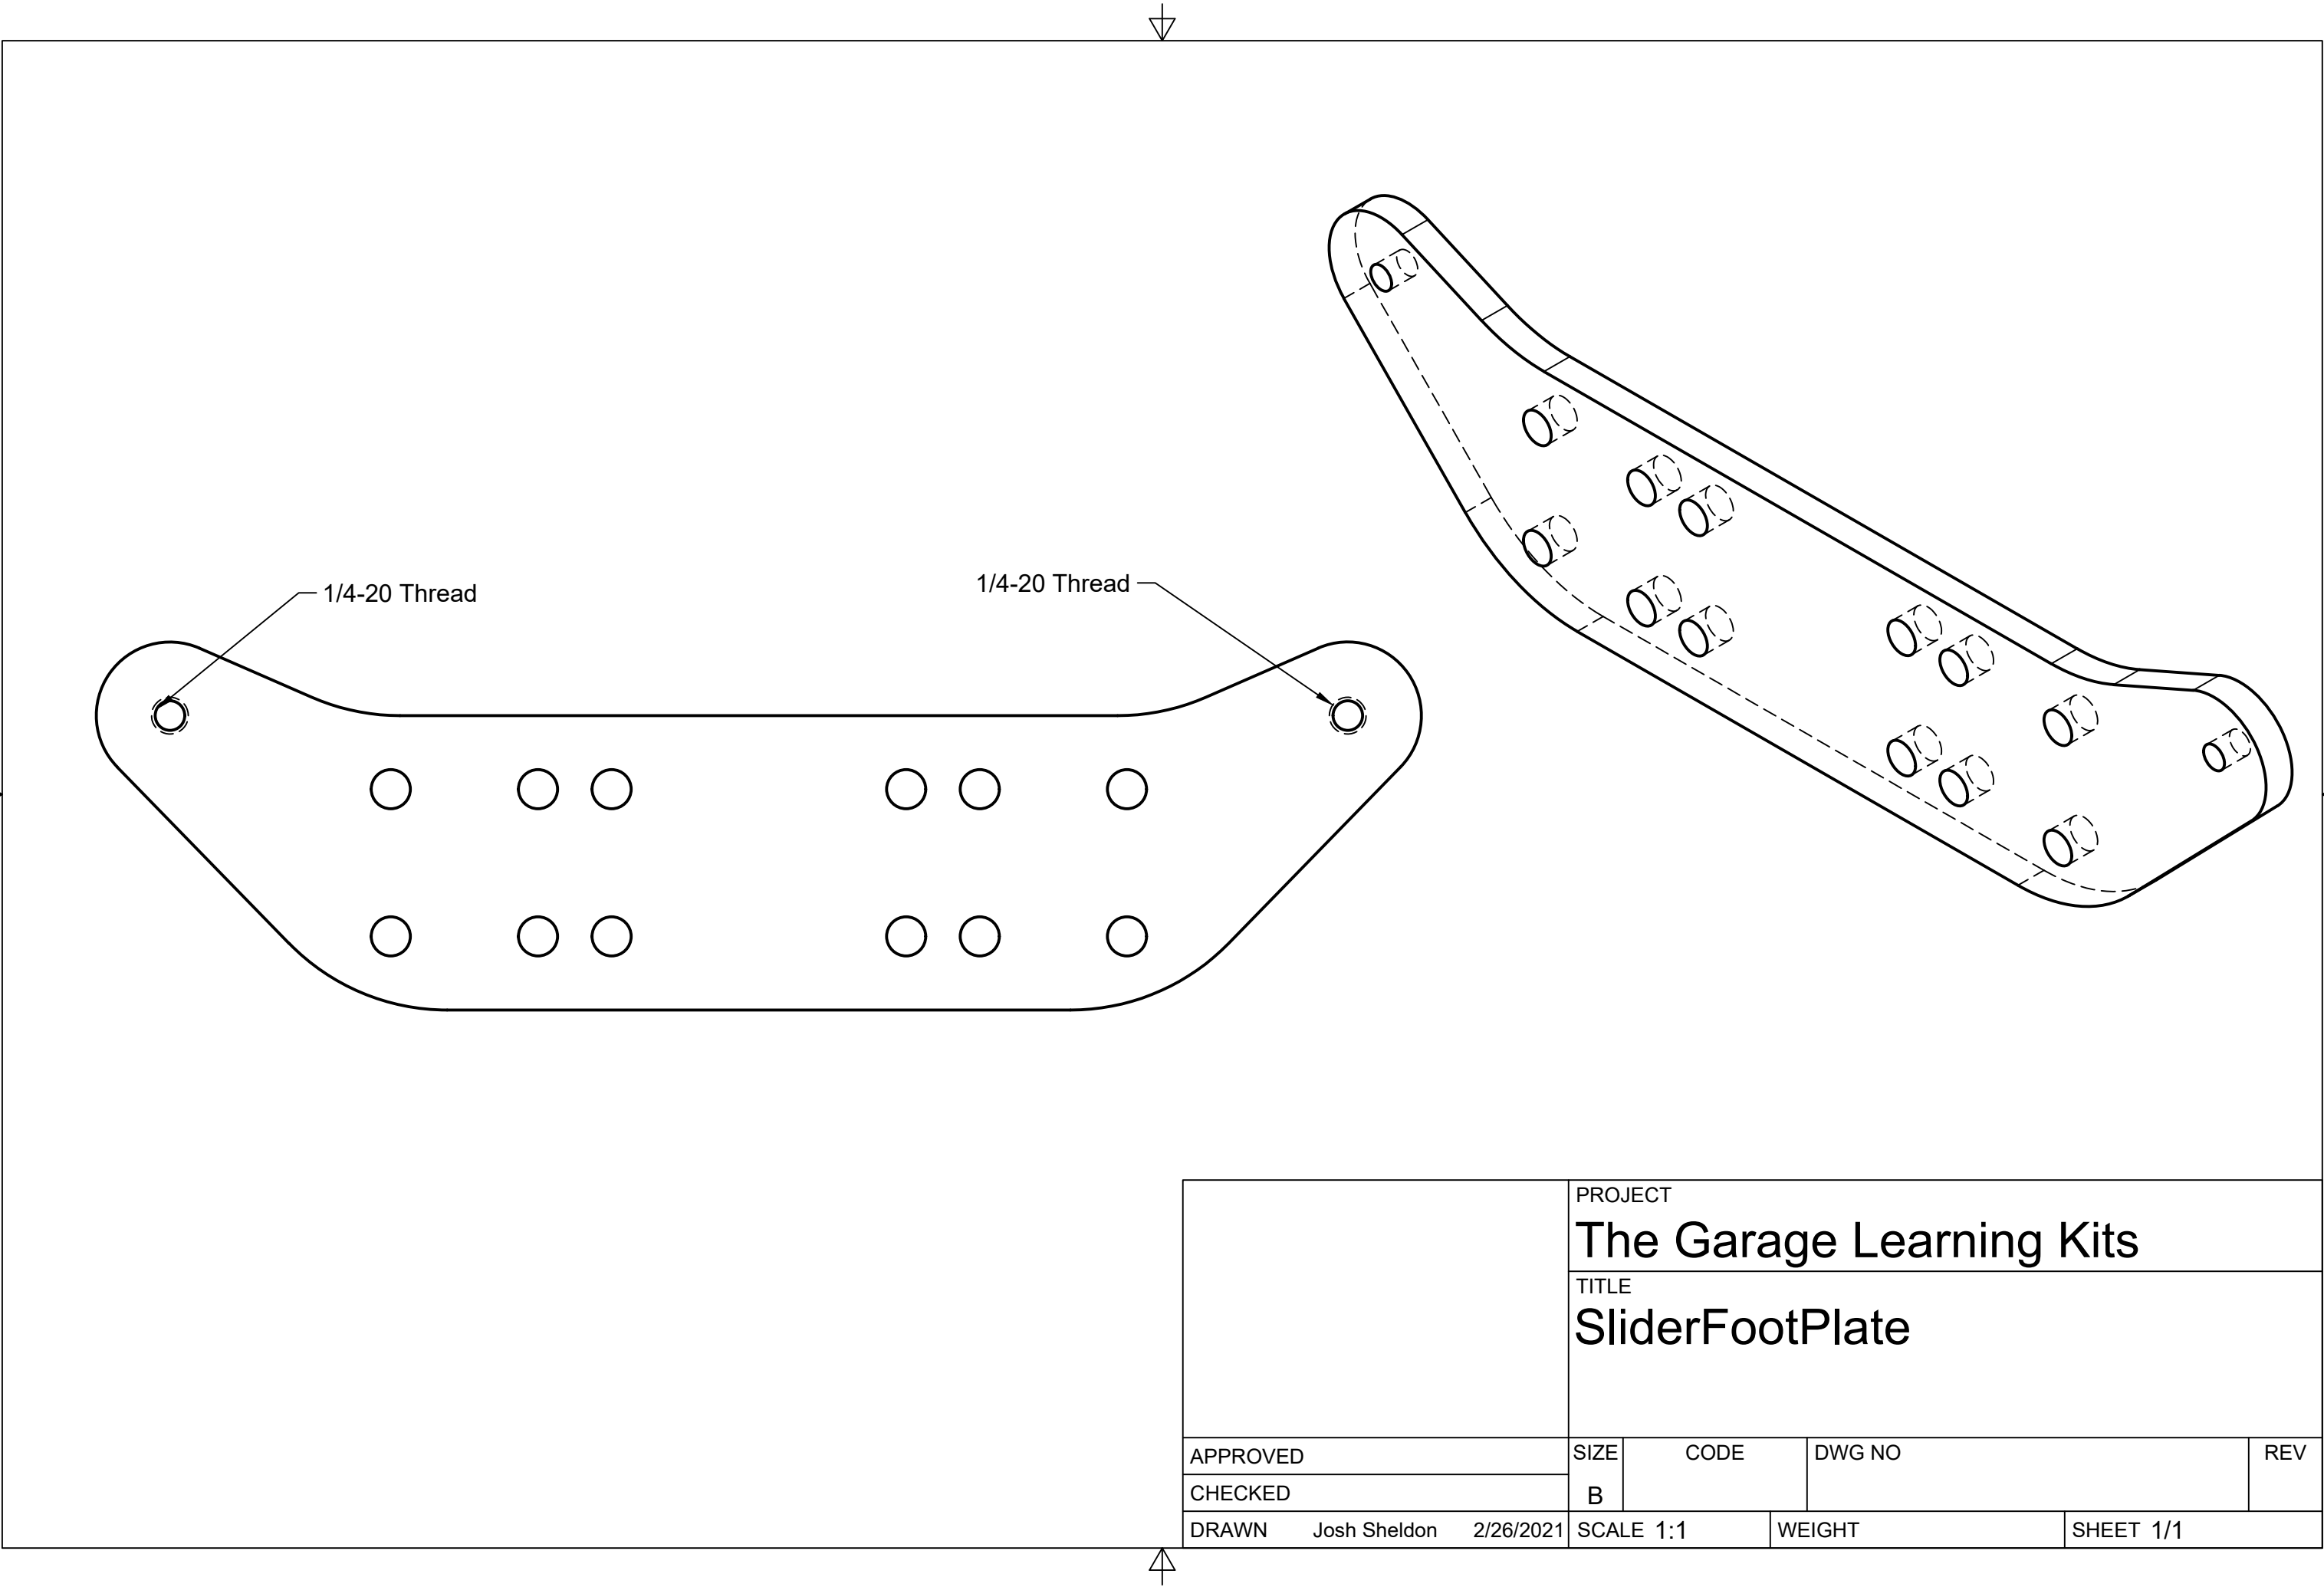 1/4-20 Thread
1/4-20 Thread
PROJECT
The Garage Learning Kits
TITLE
SliderFootPlate
APPROVED
CHECKED
DRAWN Josh Sheldon 2/26/2021
SIZE CODE DWG NO REV
B
SCALE 1:1 WEIGHT SHEET 1/1